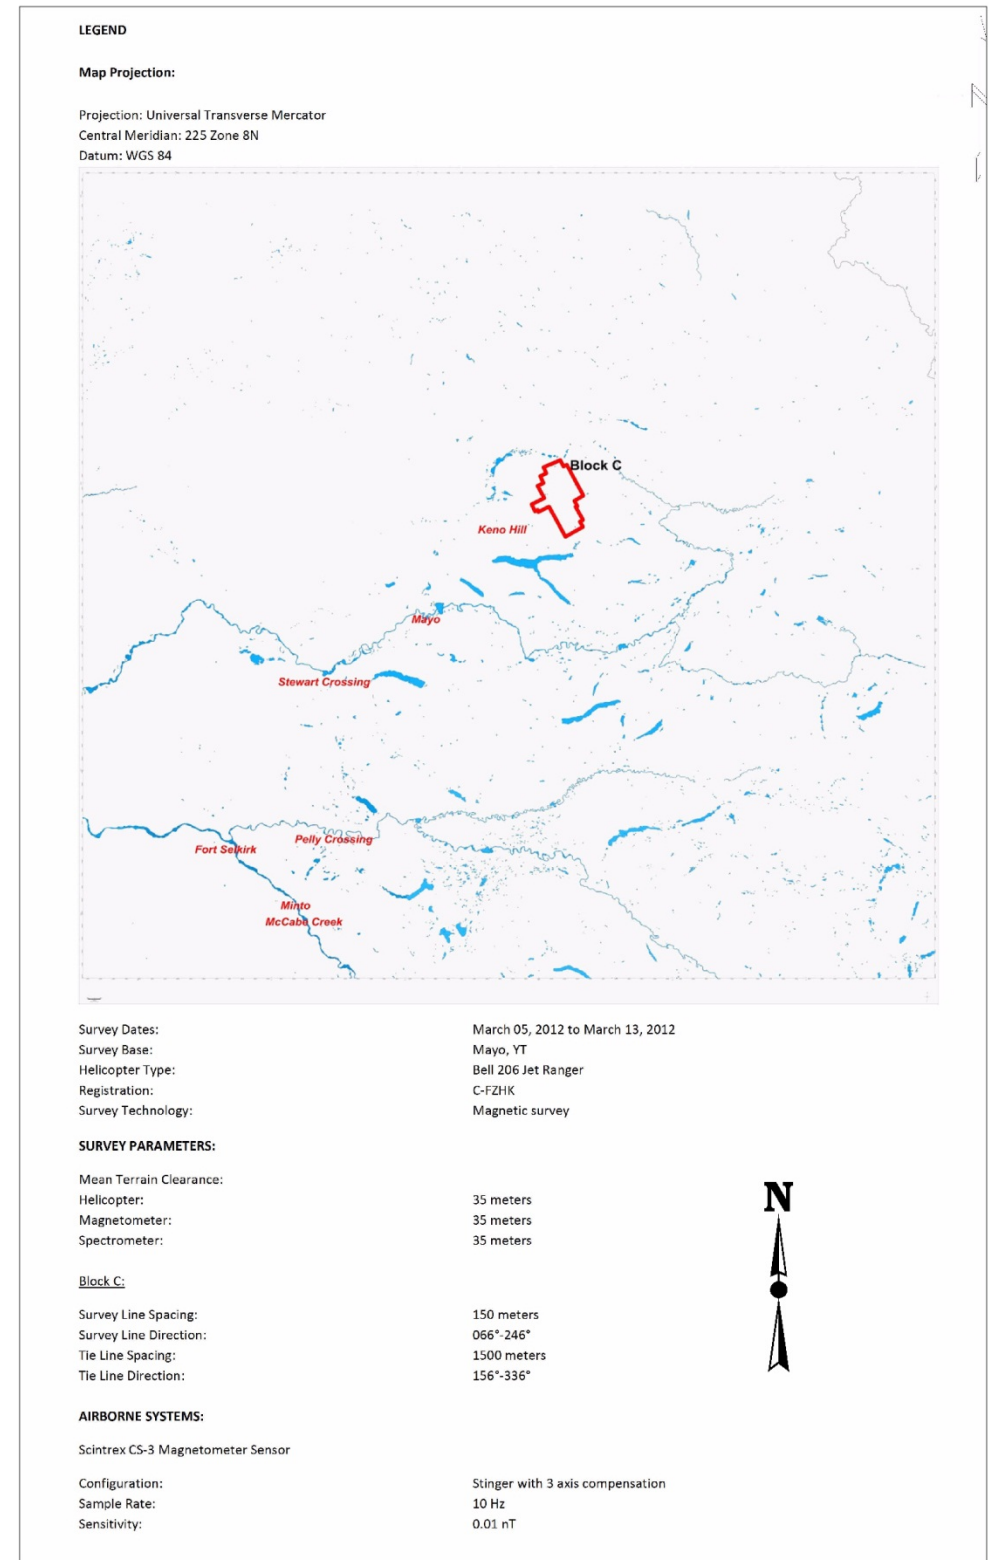 LEGEND
Map Projection:
Projection: Universal Transverse Mercator
Central Meridian: 225 Zone 8N
Datum: WGS 84
Block C
Keno Hill
Mayo
Stewart Crossing
Pelly Crossing
Fort Selkirk
Minto
McCabe Creek
Survey Dates: March 05, 2012 to March 13, 2012
Survey Base: Mayo, YT
Helicopter Type: Bell 206 Jet Ranger
Registration: C-FZHK
Survey Technology: Magnetic survey
SURVEY PARAMETERS:
Mean Terrain Clearance:
Helicopter: 35 meters
Magnetometer: 35 meters
Spectrometer: 35 meters
N
Block C:
Survey Line Spacing: 150 meters
Survey Line Direction: 066°-246°
Tie Line Spacing: 1500 meters
Tie Line Direction: 156°-336°
AIRBORNE SYSTEMS:
Scintrex CS-3 Magnetometer Sensor
Configuration: Stinger with 3 axis compensation
Sample Rate: 10 Hz
Sensitivity: 0.01 nT